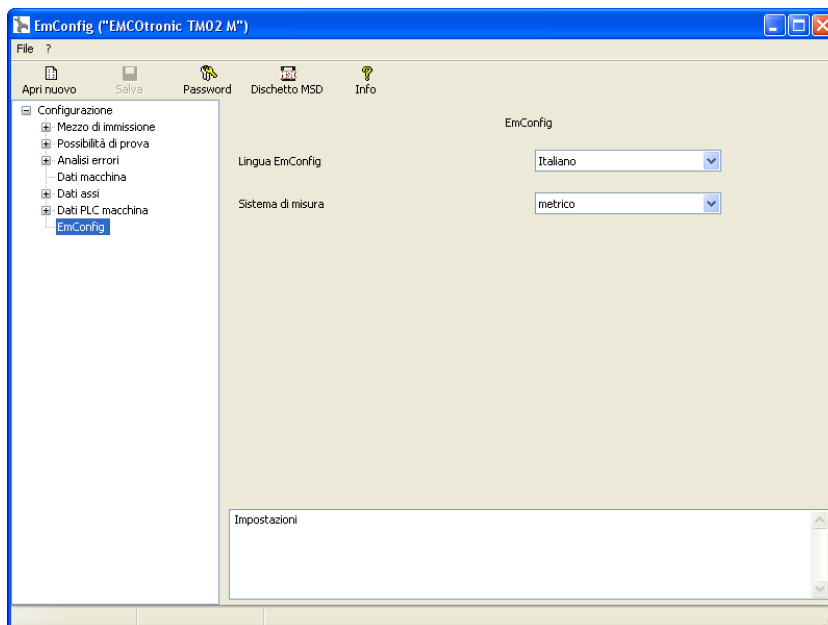 EmConfig ("EMCOtronic TM02 M")
File ?
Apri nuovo Salva Password Dischetto MSD Info
Configurazione
Mezzo di immissione
Possibilità di prova
Analisi errori
Dati macchina
Dati assi
Dati PLC macchina
EmConfig
EmConfig
Lingua EmConfig Italiano
Sistema di misura metrico
Impostazioni